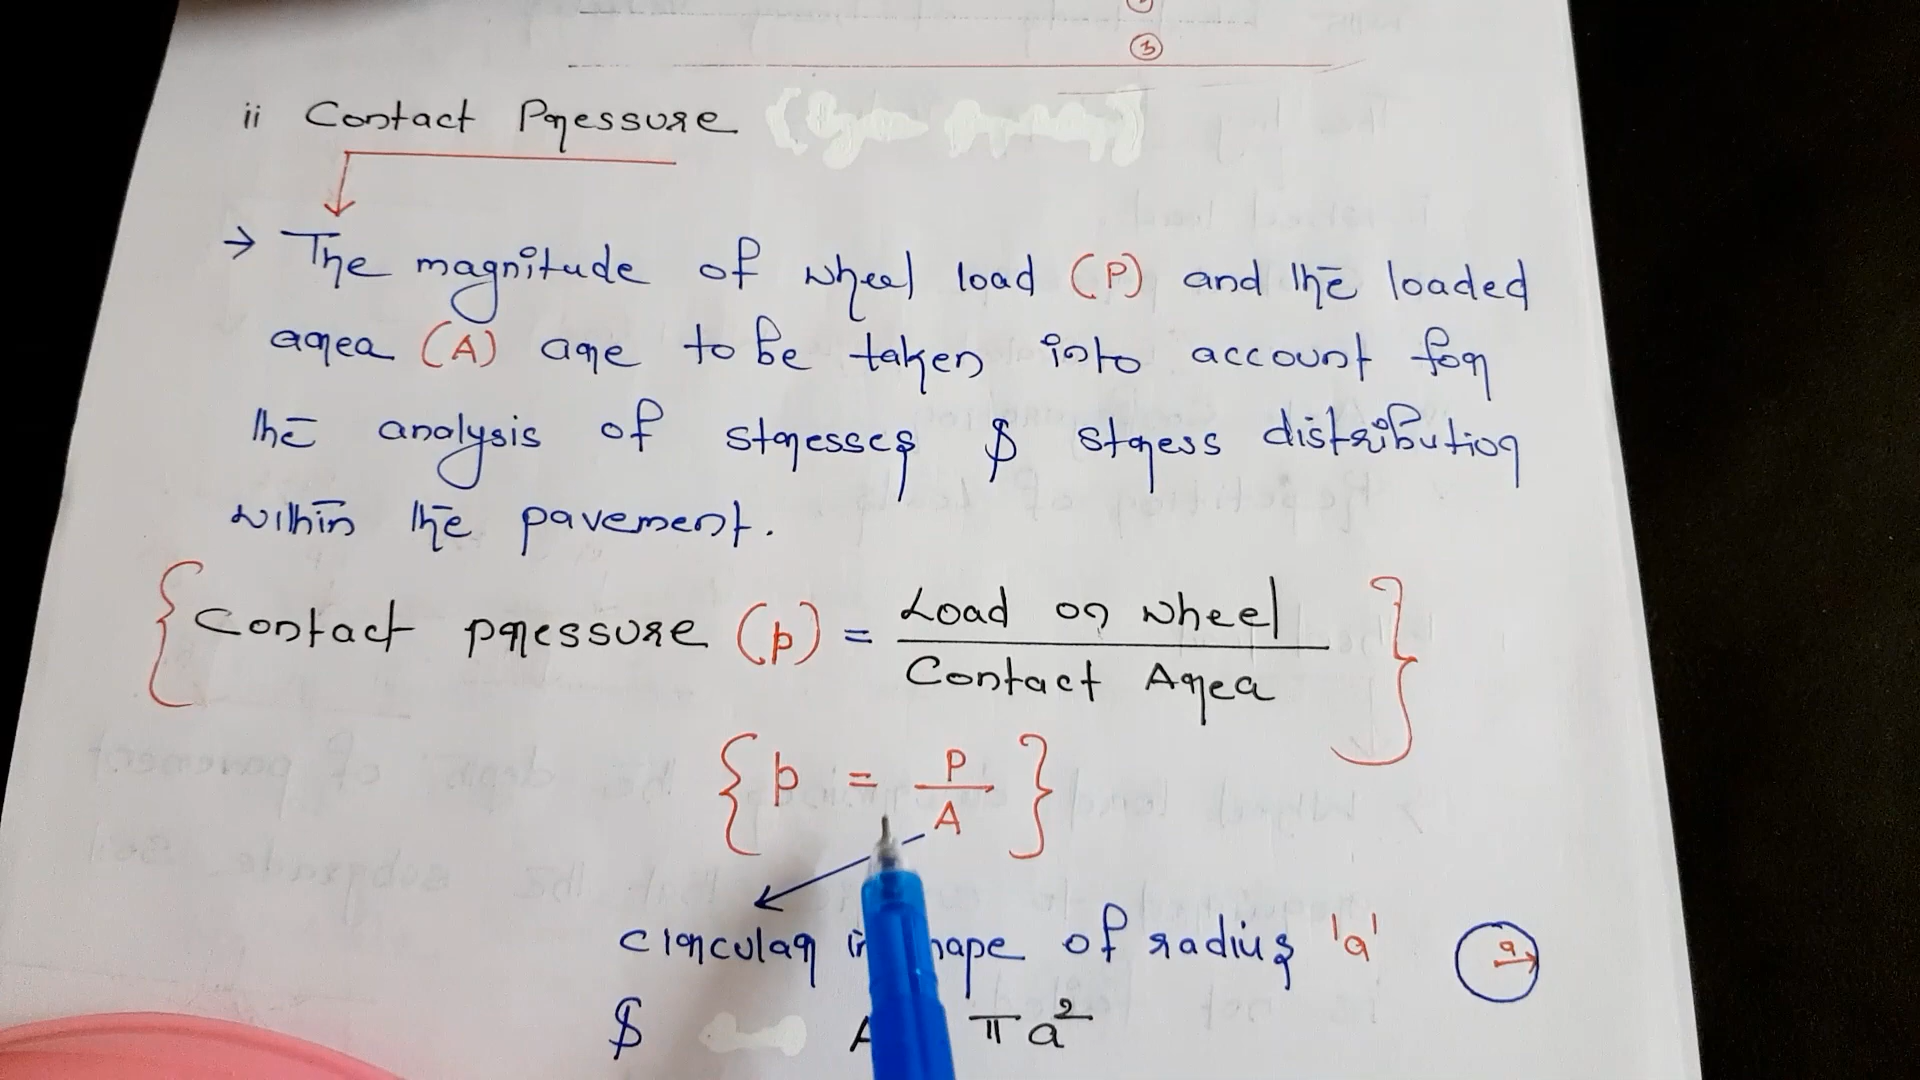 3
ii Contact Pressure
→ The magnitude of wheel load (P) and the loaded
area (A) are to be taken into account for
the analysis of stresses $ stress distribution
within the pavement.
{Contact pressure (p) = Load on wheel
Contact Area}
{p = P
A}
circular in of radius 'a'
a
$ A πa²